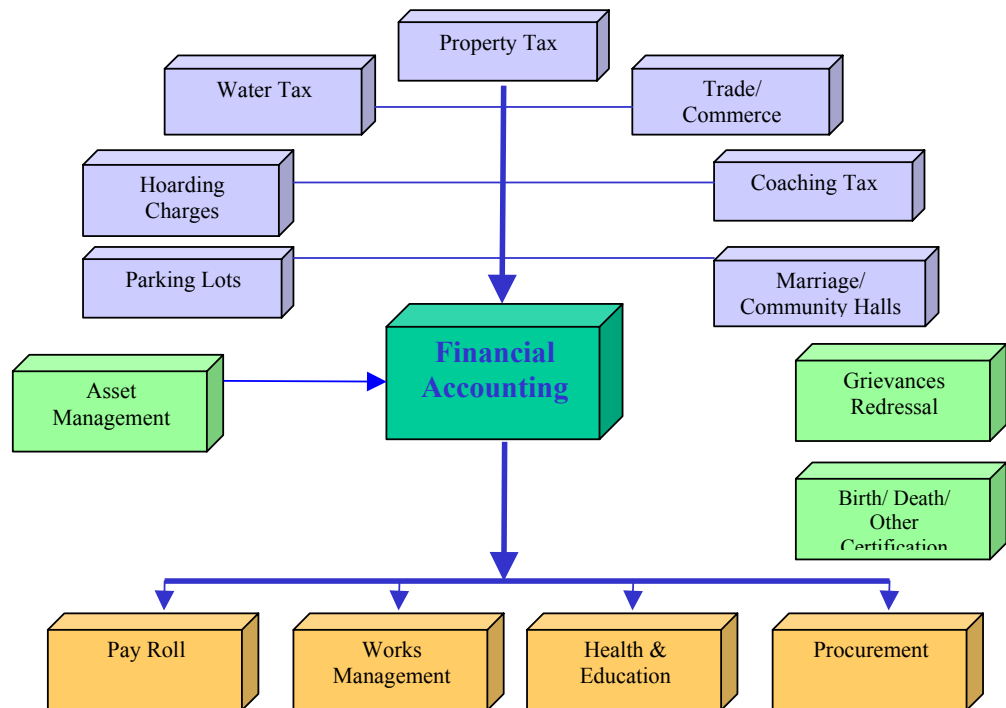 Property Tax
Water Tax
Trade/
Commerce
Hoarding
Charges
Coaching Tax
Parking Lots
Marriage/
Community Halls
Financial
Accounting
Asset
Management
Grievances
Redressal
Birth/ Death/
Other
Certification
Pay Roll
Works
Management
Health &
Education
Procurement